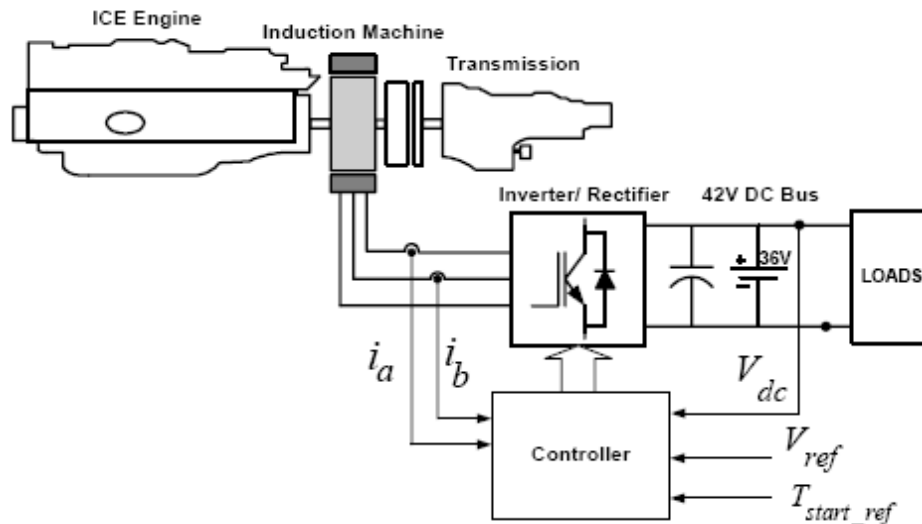 ICE Engine
Induction Machine
Transmission
Inverter/ Rectifier
42V DC Bus
+
36V
-
LOADS
i_a
i_b
V_dc
Controller
V_ref
T_start_ref